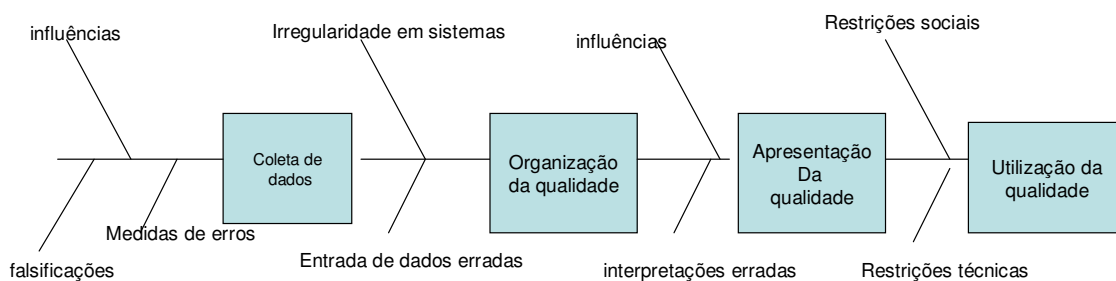 influências
Irregularidade em sistemas
influências
Restrições sociais
Coleta de
dados
Organização
da qualidade
Apresentação
Da
qualidade
Utilização da
qualidade
falsificações
Medidas de erros
Entrada de dados erradas
interpretações erradas
Restrições técnicas